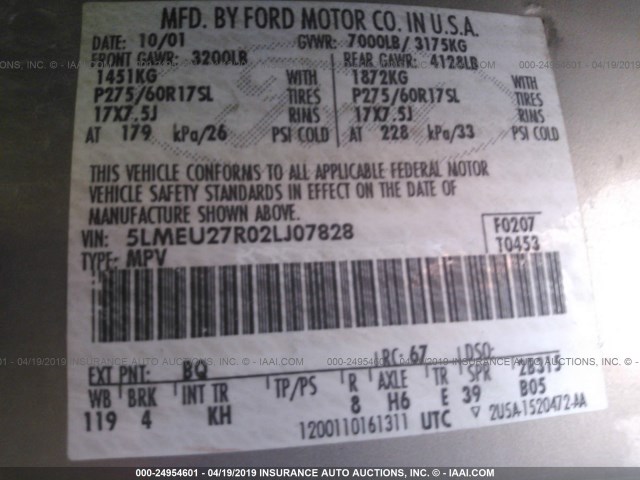 MFD. BY FORD MOTOR CO. IN U.S.A.
DATE: 10/01 GVWR: 7000LB/ 3175KG
FRONT GAWR: 3200LB REAR GAWR: 4128LB
1451KG WITH 1872KG WITH
P275/60R17SL TIRES P275/60R17SL TIRES
17X7.5J RINS 17X7.5J RINS
AT 179 kPa/26 PSI COLD AT 228 kPa/33 PSI COLD
THIS VEHICLE CONFORMS TO ALL APPLICABLE FEDERAL MOTOR
VEHICLE SAFETY STANDARDS IN EFFECT ON THE DATE OF
MANUFACTURE SHOWN ABOVE.
VIN: 5LMEU27R02LJ07828 F0207
TYPE: MPV T0453
EXT PNT: BQ RC: 67 DSO: 2B315
WB BRK INT TR TP/PS R AXLE TR SPR B05
119 4 KH 8 H6 E 39
1200110161311 UTC 2U5A-1520472-AA
000-24954601 - 04/19/2019 INSURANCE AUTO AUCTIONS, INC. - © IAAI.COM